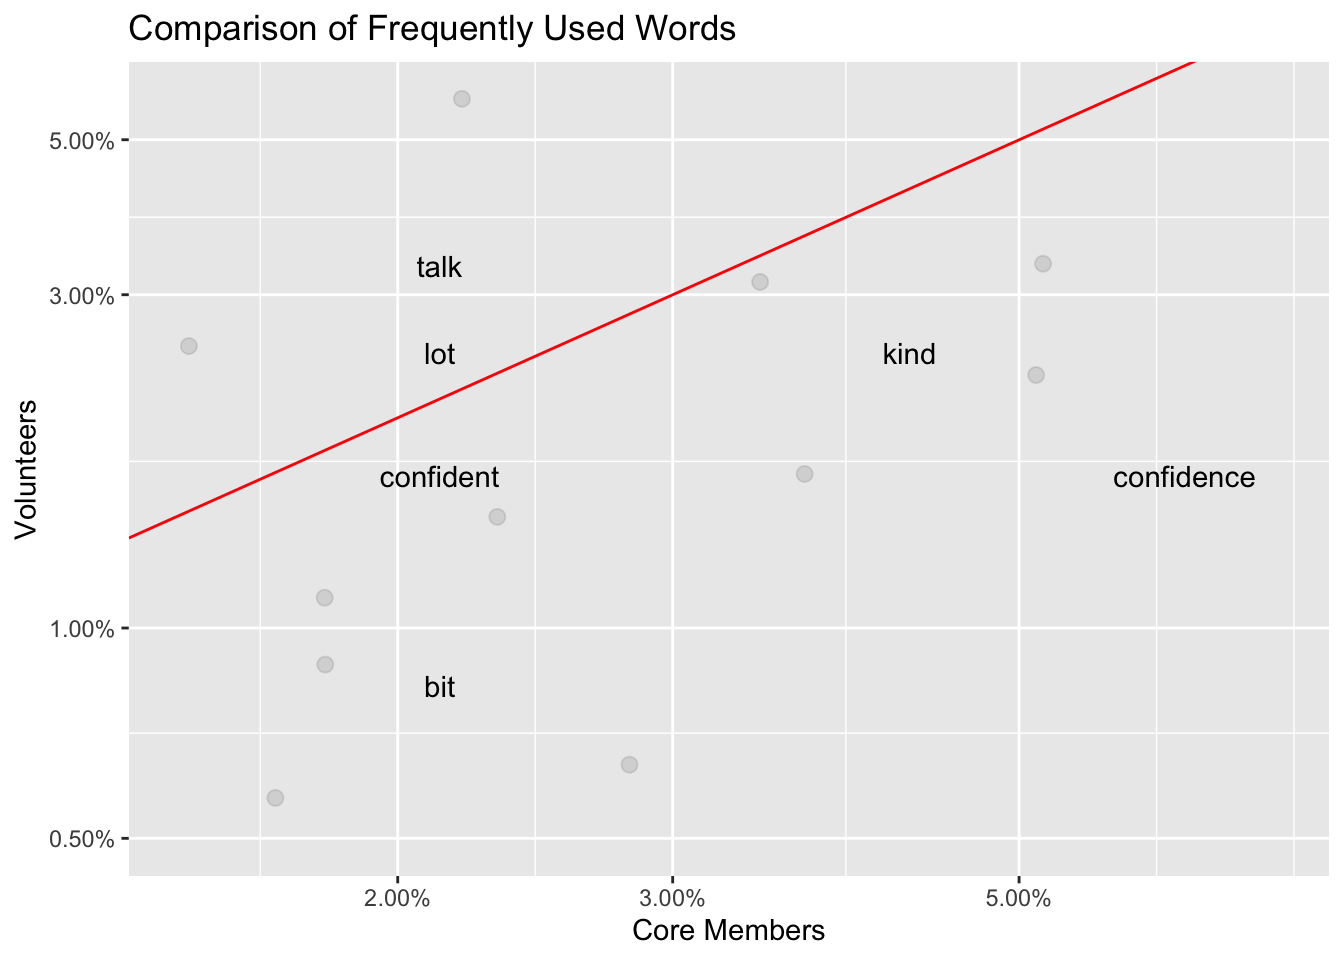 Comparison of Frequently Used Words
5.00%
talk
3.00%
lot
kind
Volunteers
confident
confidence
1.00%
bit
0.50%
2.00%
3.00%
5.00%
Core Members